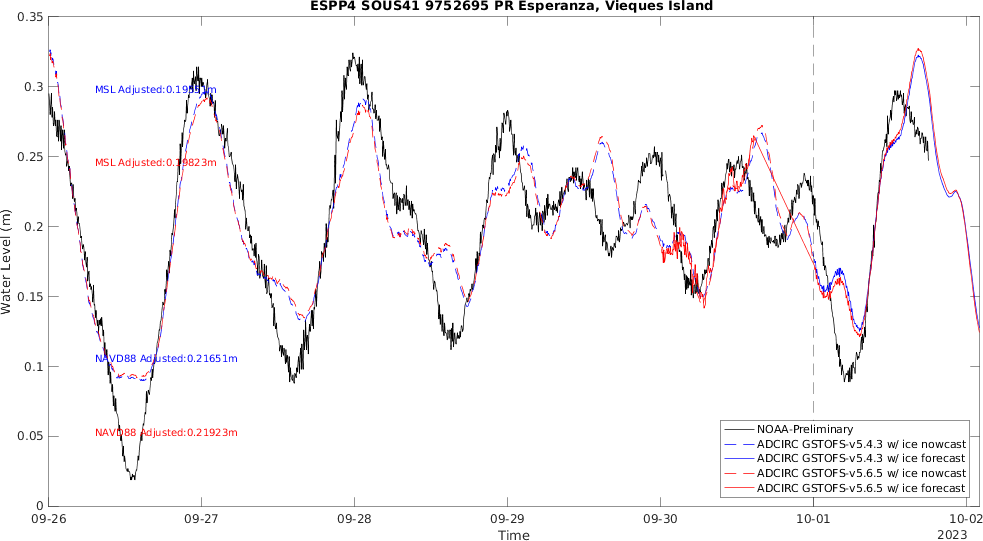 ESPP4 SOUS41 9752695 PR Esperanza, Vieques Island
0.35
0.3
0.25
0.2
0.15
0.1
0.05
0
Water Level (m)
MSL Adjusted:
MSL Adjusted:0.19823m
NAVD88 Adjusted:0.21651m
NAVD88 Adjusted:0.21923m
NOAA-Preliminary
ADCIRC GSTOFS-v5.4.3 w/ ice nowcast
ADCIRC GSTOFS-v5.4.3 w/ ice forecast
ADCIRC GSTOFS-v5.6.5 w/ ice nowcast
ADCIRC GSTOFS-v5.6.5 w/ ice forecast
09-26 09-27 09-28 09-29 09-30 10-01 10-02
Time
2023